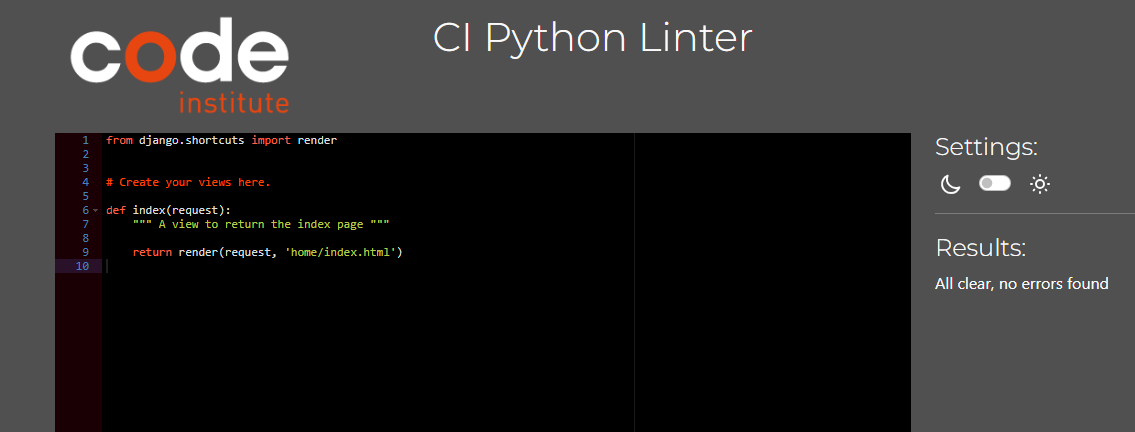 code
institute
CI Python Linter
1 from django.shortcuts import render
2
3
4 # Create your views here.
5
6 def index(request):
7     """ A view to return the index page """
8
9     return render(request, 'home/index.html')
10
Settings:
Results:
All clear, no errors found